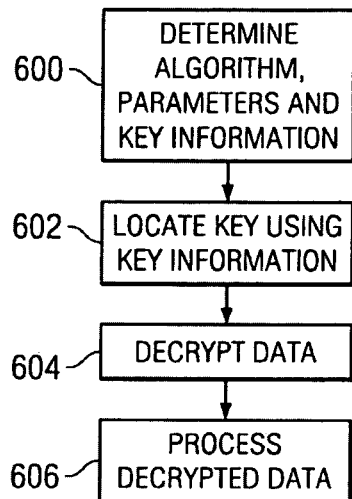 DETERMINE
ALGORITHM,
PARAMETERS AND
KEY INFORMATION
600
LOCATE KEY USING
KEY INFORMATION
602
DECRYPT DATA
604
PROCESS
DECRYPTED DATA
606